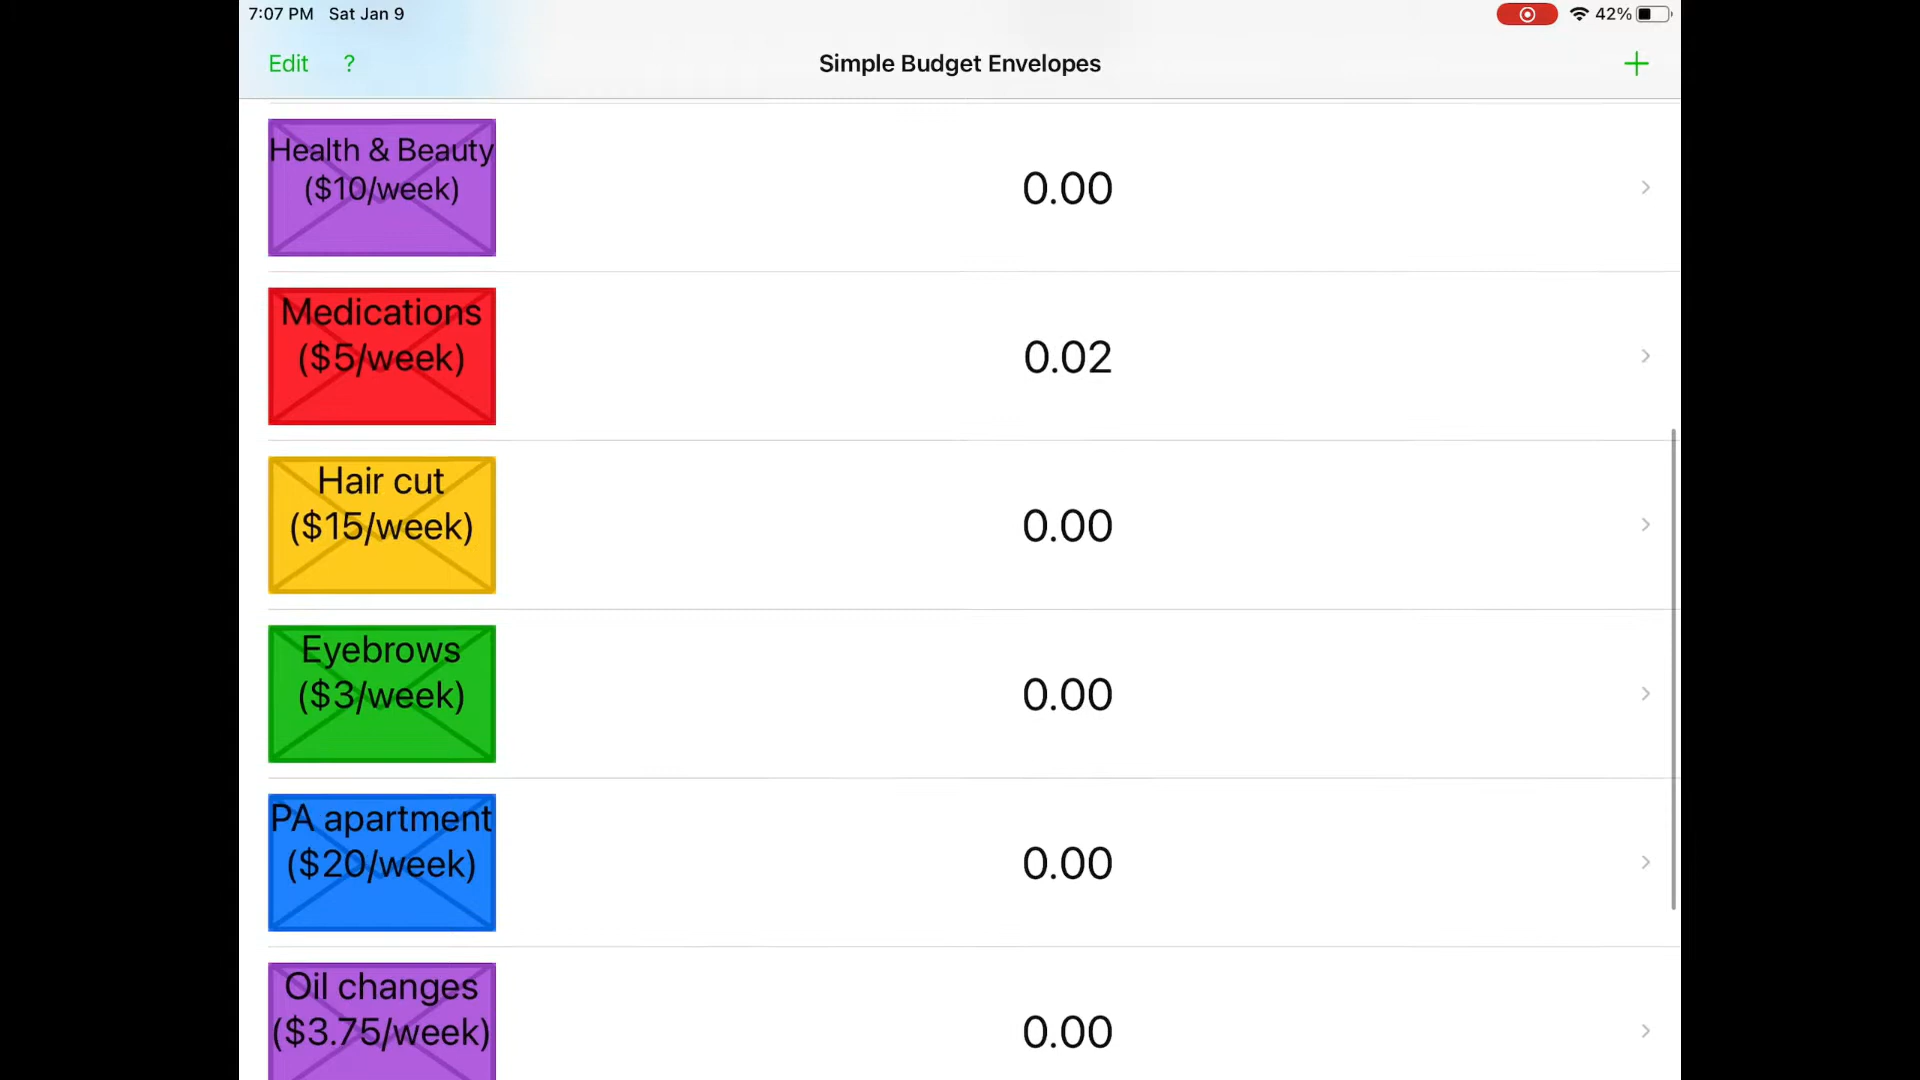 7:07 PM Sat Jan 9
42%
Edit ? Simple Budget Envelopes +
Health & Beauty
($10/week)
0.00
Medications
($5/week)
0.02
Hair cut
($15/week)
0.00
Eyebrows
($3/week)
0.00
PA apartment
($20/week)
0.00
Oil changes
($3.75/week)
0.00